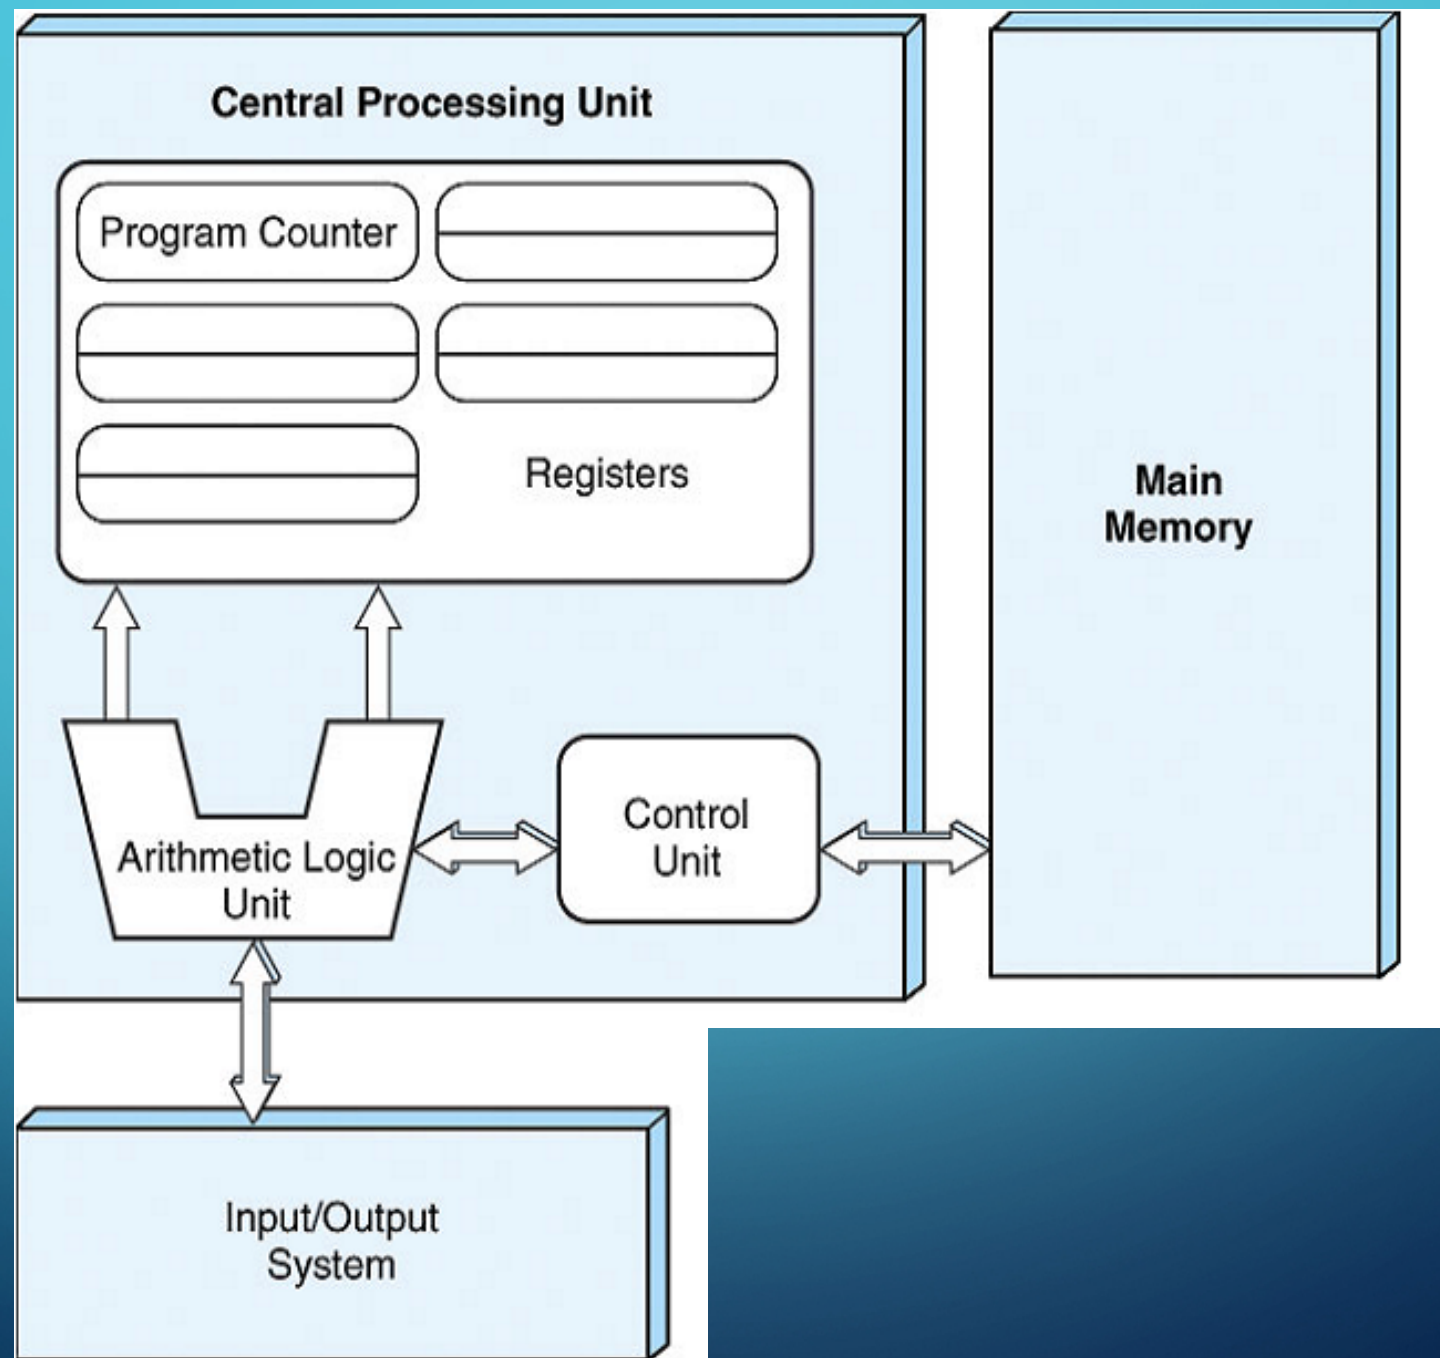 Central Processing Unit
Program Counter
Registers
Main
Memory
Control
Unit
Arithmetic Logic
Unit
Input/Output
System